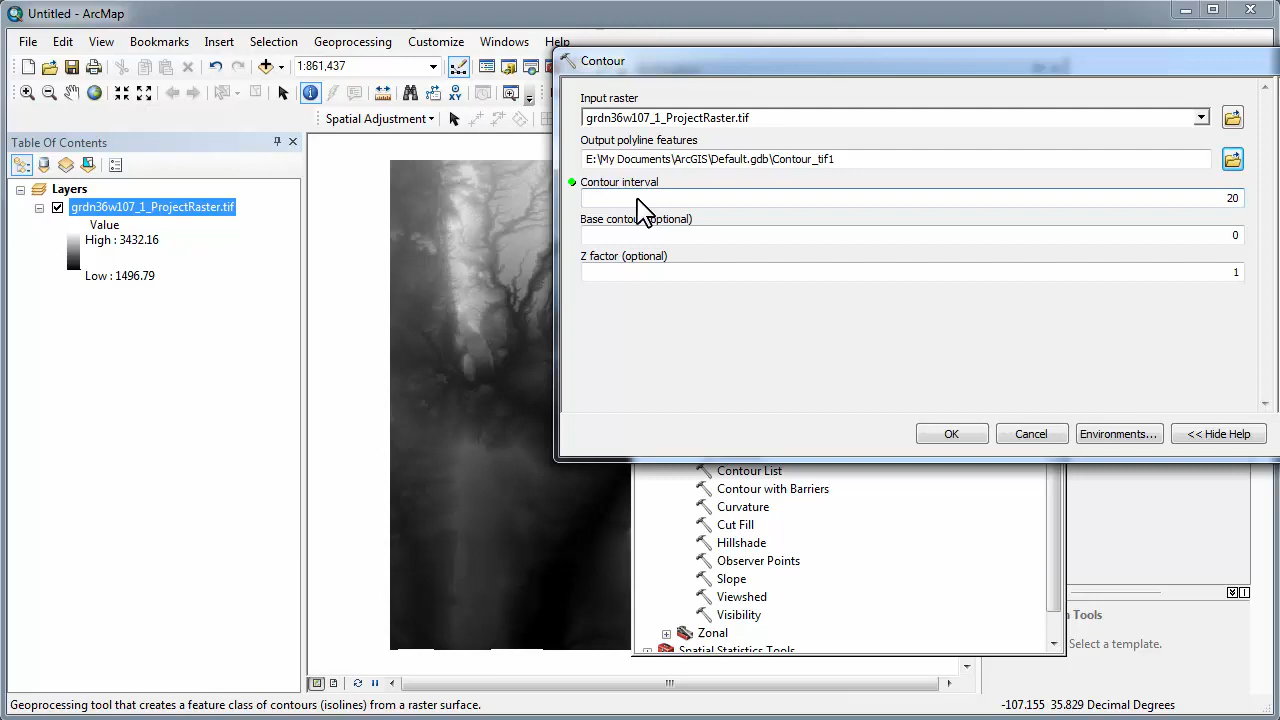 Untitled - ArcMap
File Edit View Bookmarks Insert Selection Geoprocessing Customize Windows Help
1:861,437
Spatial Adjustment
Table Of Contents
Layers
grdn36w107_1_ProjectRaster.tif
Value
High : 3432.16
Low : 1496.79
Contour
Input raster
grdn36w107_1_ProjectRaster.tif
Output polyline features
E:\My Documents\ArcGIS\Default.gdb\Contour_tif1
Contour interval
20
Base contour (optional)
0
Z factor (optional)
1
OK Cancel Environments... << Hide Help
Contour List
Contour with Barriers
Curvature
Cut Fill
Hillshade
Observer Points
Slope
Viewshed
Visibility
Zonal
Spatial Statistics Tools
Tools
Select a template.
Geoprocessing tool that creates a feature class of contours (isolines) from a raster surface.
-107.155 35.829 Decimal Degrees